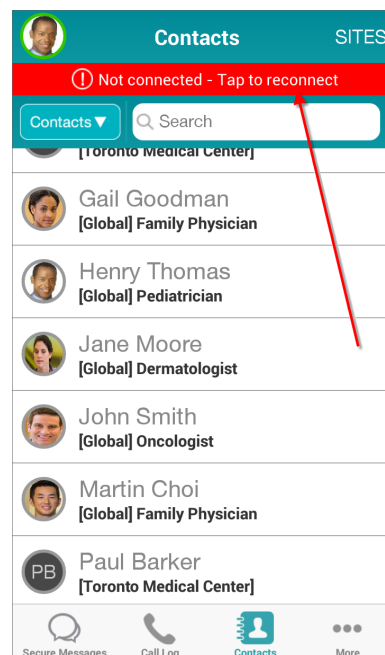 Contacts
SITES
! Not connected - Tap to reconnect
Contacts▼
Search
[Toronto Medical Center]
Gail Goodman
[Global] Family Physician
Henry Thomas
[Global] Pediatrician
Jane Moore
[Global] Dermatologist
John Smith
[Global] Oncologist
Martin Choi
[Global] Family Physician
PB
Paul Barker
[Toronto Medical Center]
Secure Messages
Call Log
Contacts
More